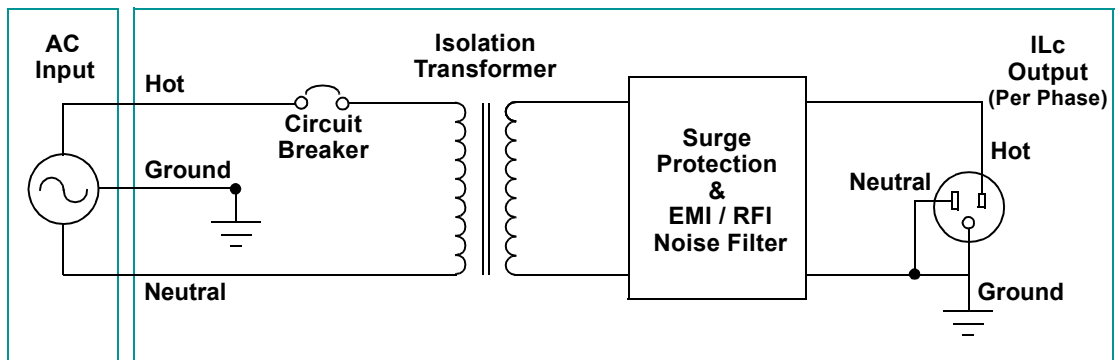 AC
Input
Hot
Circuit
Breaker
Ground
Neutral
Isolation
Transformer
Surge
Protection
&
EMI / RFI
Noise Filter
ILc
Output
(Per Phase)
Hot
Neutral
Ground